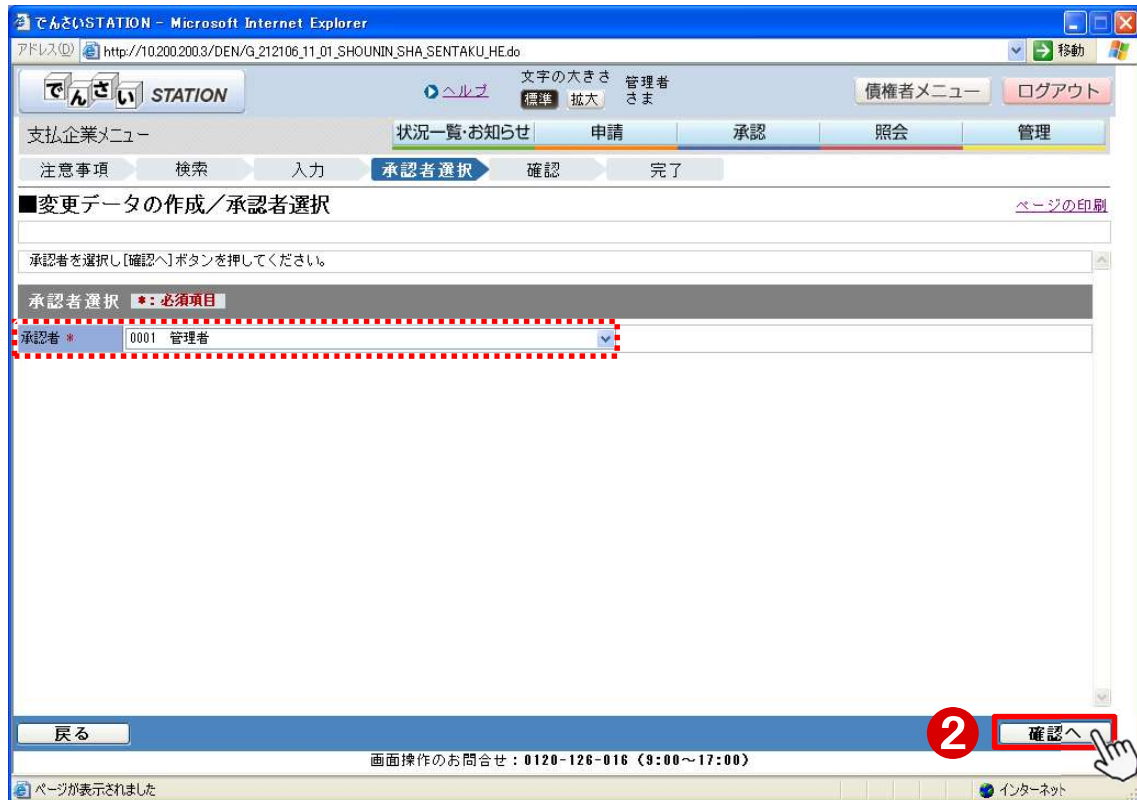 でんさいSTATION - Microsoft Internet Explorer
アドレス(D) http://10.200.200.3/DEN/G_212106_11_01_SHOUNIN_SHA_SENTAKU_HE.do 移動
でんさい STATION ヘルプ 文字の大きさ 標準 拡大 管理者 さま 債権者メニュー ログアウト
支払企業メニュー 状況一覧・お知らせ 申請 承認 照会 管理
注意事項 検索 入力 承認者選択 確認 完了
■変更データの作成／承認者選択 ページの印刷
承認者を選択し[確認へ]ボタンを押してください。
承認者選択 *：必須項目
承認者 * 0001 管理者
戻る 2 確認へ
画面操作のお問合せ：0120-126-016（9:00～17:00）
ページが表示されました インターネット